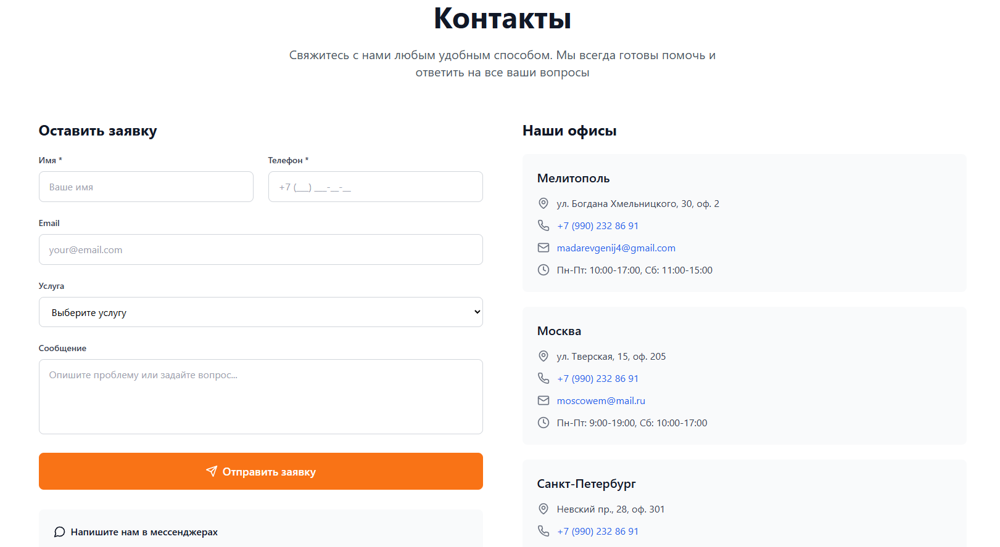 Контакты
Свяжитесь с нами любым удобным способом. Мы всегда готовы помочь и
ответить на все ваши вопросы
Оставить заявку
Имя *
Телефон *
Ваше имя
+7 (___) ___-__-__
Email
your@email.com
Услуга
Выберите услугу
Сообщение
Опишите проблему или задайте вопрос...
Отправить заявку
Напишите нам в мессенджерах
Наши офисы
Мелитополь
ул. Богдана Хмельницкого, 30, оф. 2
+7 (990) 232 86 91
madarevgenij4@gmail.com
Пн-Пт: 10:00-17:00, Сб: 11:00-15:00
Москва
ул. Тверская, 15, оф. 205
+7 (990) 232 86 91
moscowem@mail.ru
Пн-Пт: 9:00-19:00, Сб: 10:00-17:00
Санкт-Петербург
Невский пр., 28, оф. 301
+7 (990) 232 86 91